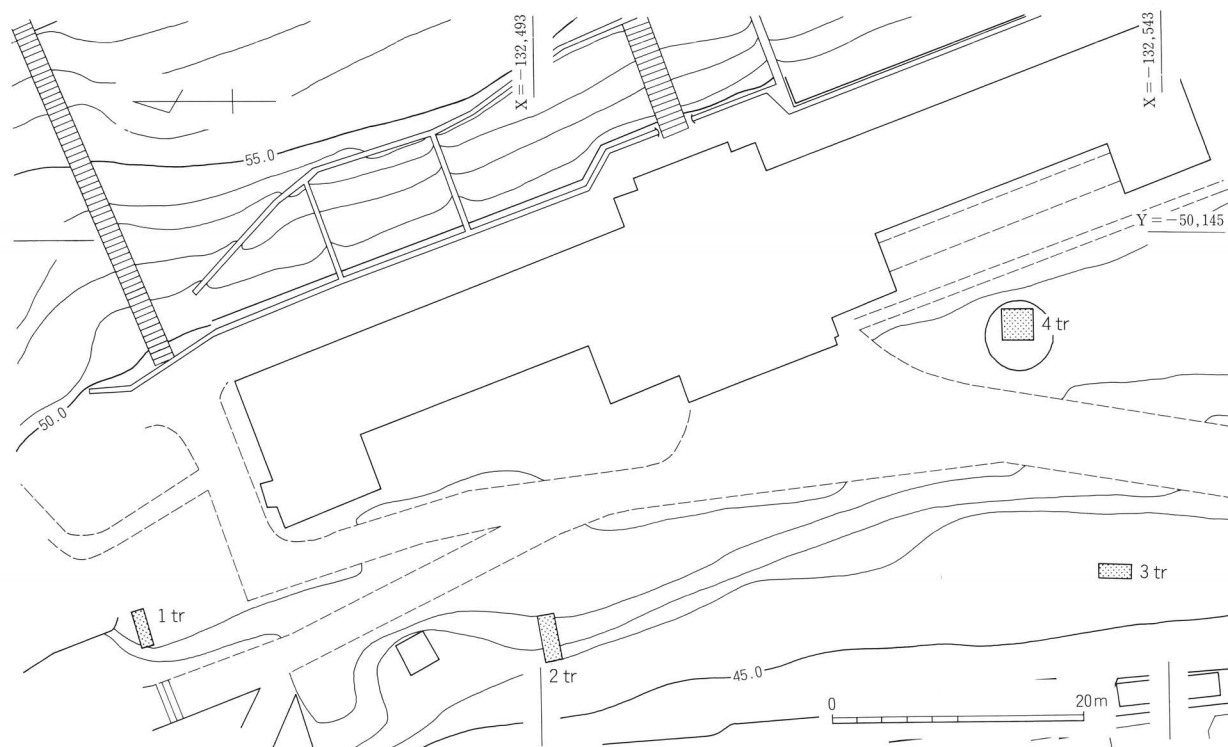 X=-132,493
X=-132,543
55.0
Y=-50,145
4 tr
50.0
3 tr
1 tr
2 tr
45.0
0 20m